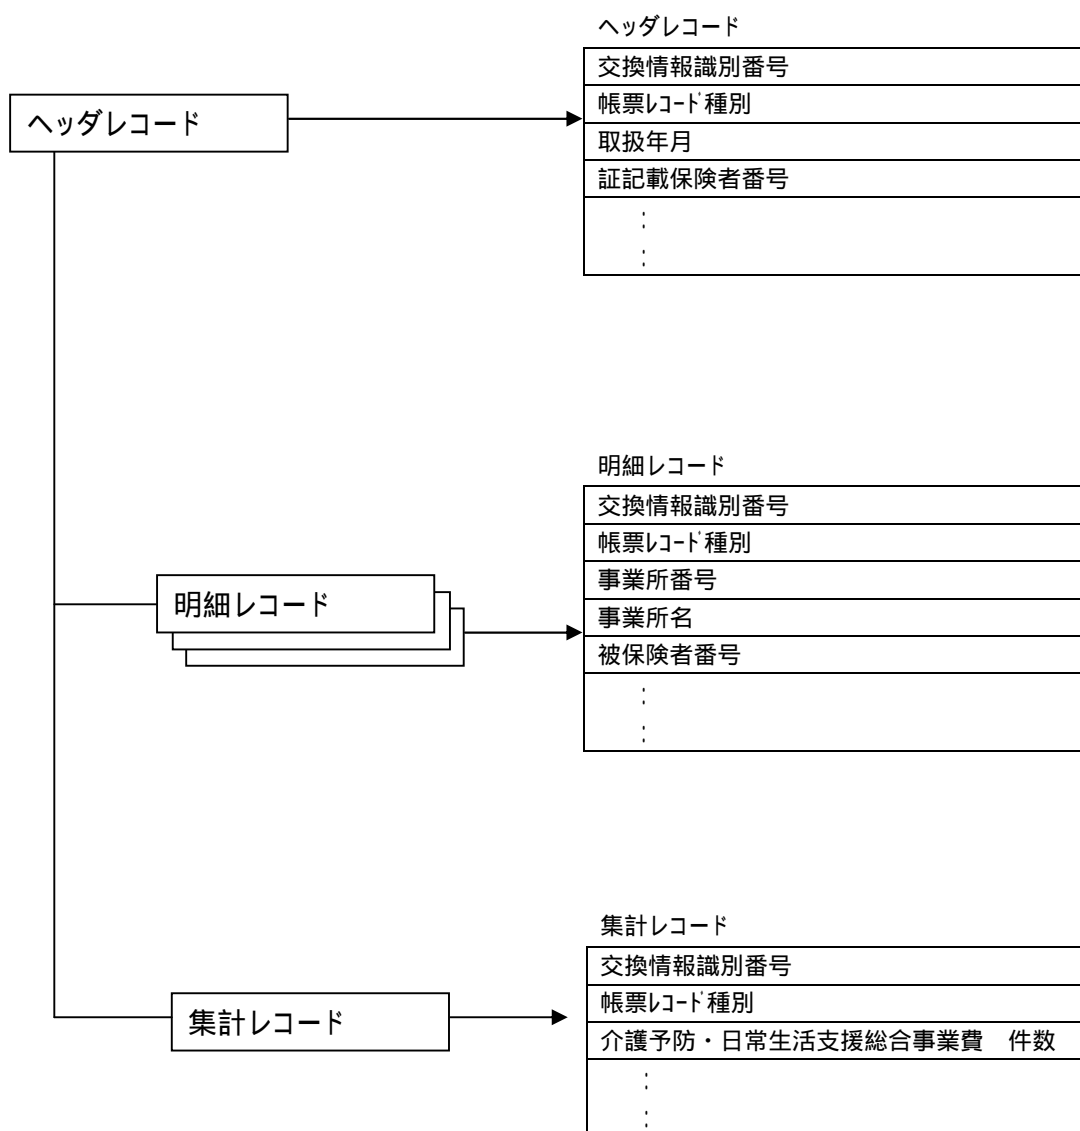 ヘッダレコード
交換情報識別番号
帳票ﾚｺｰﾄﾞ種別
取扱年月
証記載保険者番号
:
:
ヘッダレコード
明細レコード
交換情報識別番号
帳票ﾚｺｰﾄﾞ種別
事業所番号
事業所名
被保険者番号
:
:
明細レコード
集計レコード
交換情報識別番号
帳票ﾚｺｰﾄﾞ種別
介護予防・日常生活支援総合事業費　件数
:
:
集計レコード